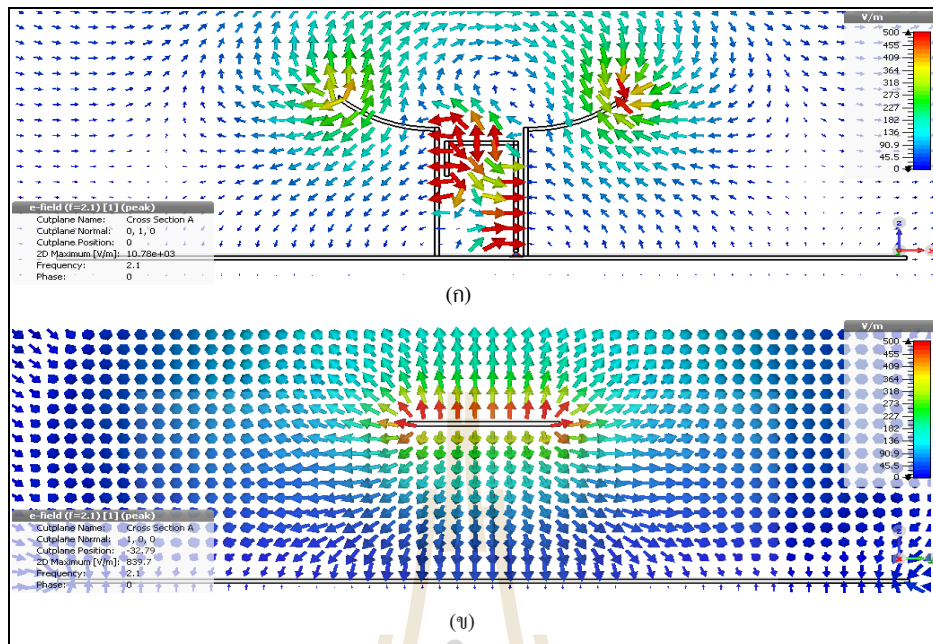 V/m
500
454
409
364
318
273
227
182
136
90.9
45.5
0
e-field (f=2.1) [1] (peak)
Cutplane Name: Cross Section A
Cutplane Normal: 0, 1, 0
Cutplane Position: 0
2D Maximum [V/m]: 10.78e+03
Frequency: 2.1
Phase: 0
z
x
(ก)
V/m
500
454
409
364
318
273
227
182
136
90.9
45.5
0
e-field (f=2.1) [1] (peak)
Cutplane Name: Cross Section A
Cutplane Normal: 1, 0, 0
Cutplane Position: -32.79
2D Maximum [V/m]: 839.7
Frequency: 2.1
Phase: 0
(ข)